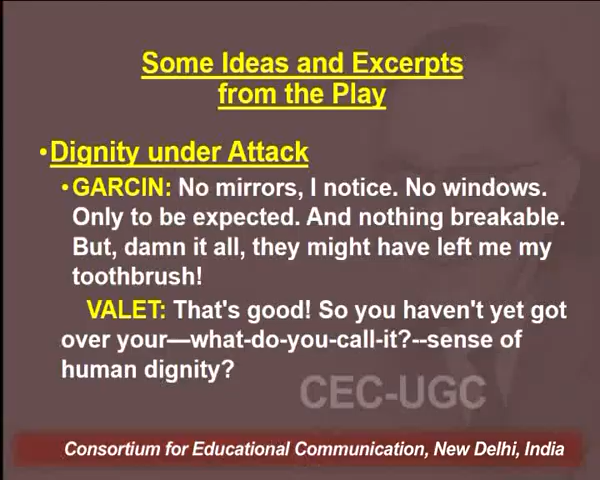 Some Ideas and Excerpts
from the Play
•Dignity under Attack
•GARCIN: No mirrors, I notice. No windows.
Only to be expected. And nothing breakable.
But, damn it all, they might have left me my
toothbrush!
VALET: That's good! So you haven't yet got
over your—what-do-you-call-it?--sense of
human dignity?
CEC-UGC
Consortium for Educational Communication, New Delhi, India